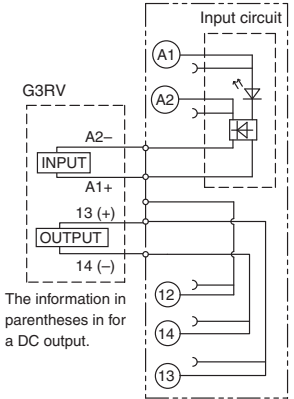 Input circuit
A1
G3RV
A2
A2–
INPUT
A1+
13 (+)
OUTPUT
14 (–)
12
The information in
parentheses in for
a DC output.
14
13